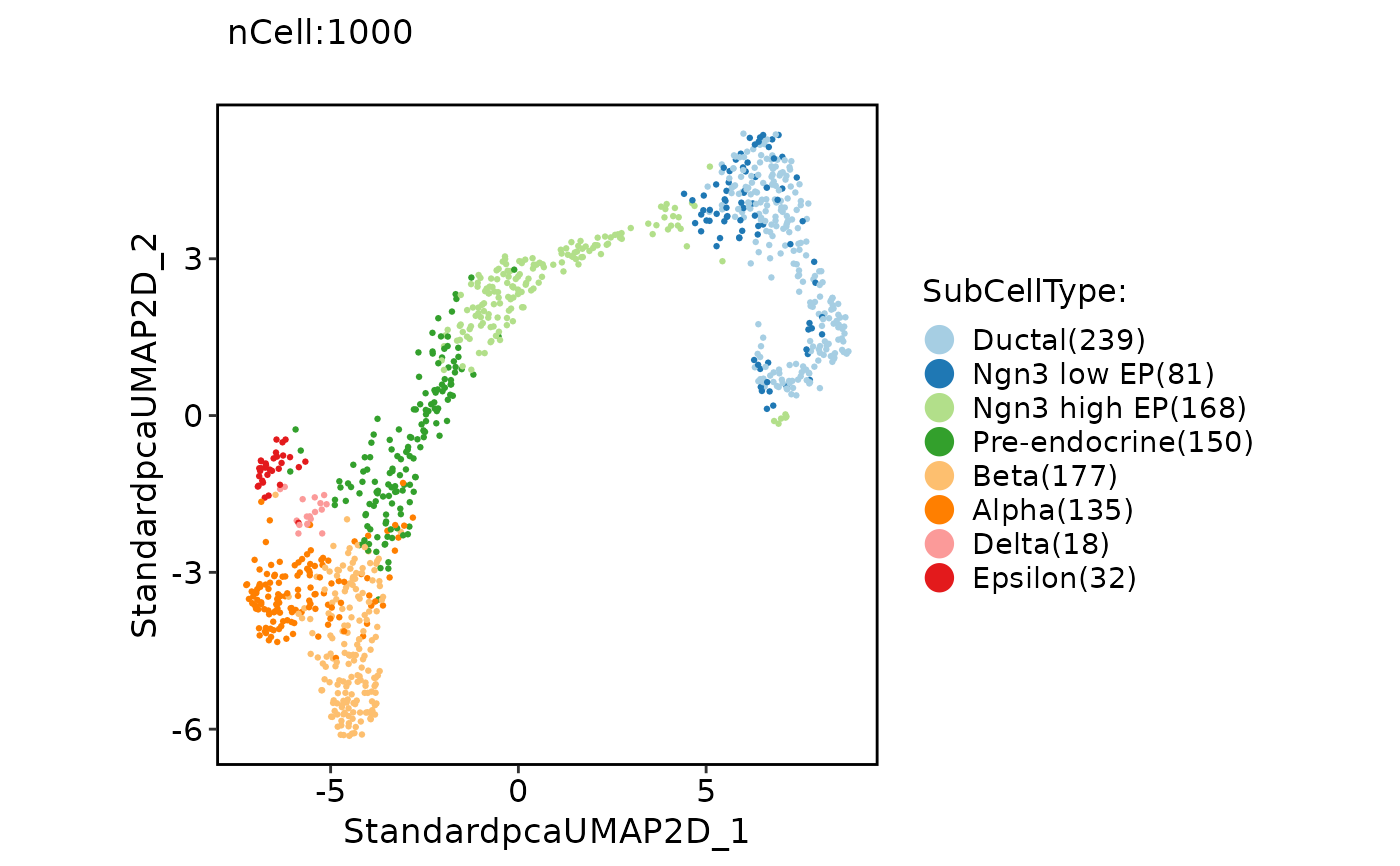 nCell:1000
StandardpcaUMAP2D_2
3
0
-3
-6
-5
0
5
StandardpcaUMAP2D_1
SubCellType:
Ductal(239)
Ngn3 low EP(81)
Ngn3 high EP(168)
Pre-endocrine(150)
Beta(177)
Alpha(135)
Delta(18)
Epsilon(32)